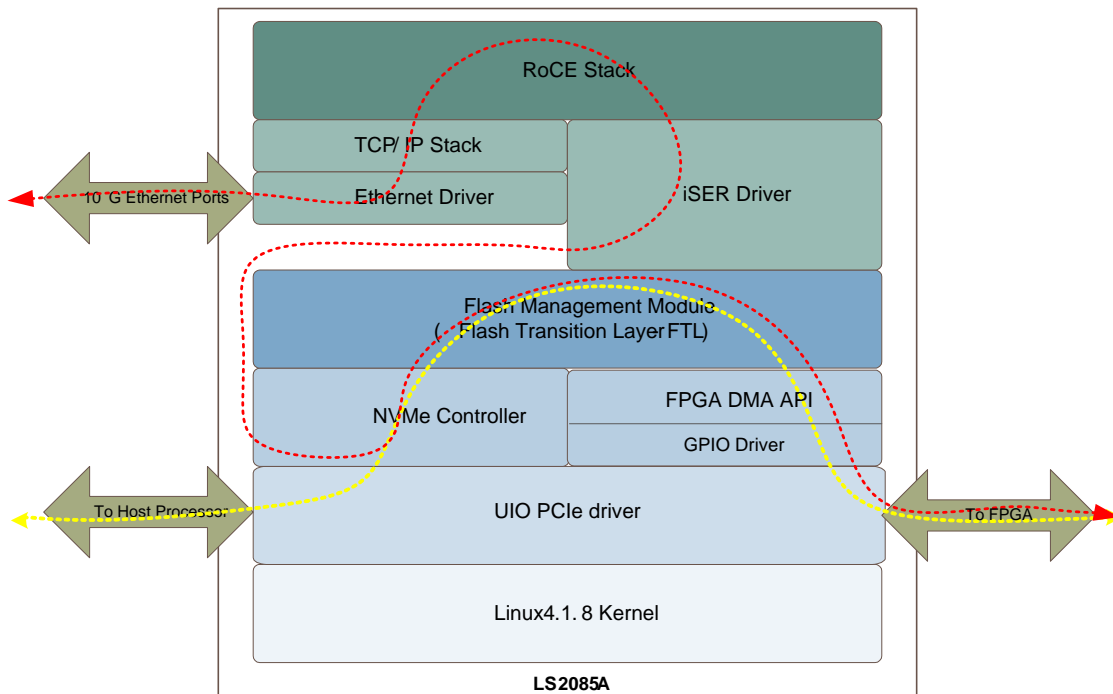 RoCE Stack
TCP/ IP Stack
10 G Ethernet Ports
Ethernet Driver
iSER Driver
Flash Management Module
( Flash Transition Layer FTL)
NVMe Controller
FPGA DMA API
GPIO Driver
To Host Processor
UIO PCIe driver
To FPGA
Linux4.1. 8 Kernel
LS2085A